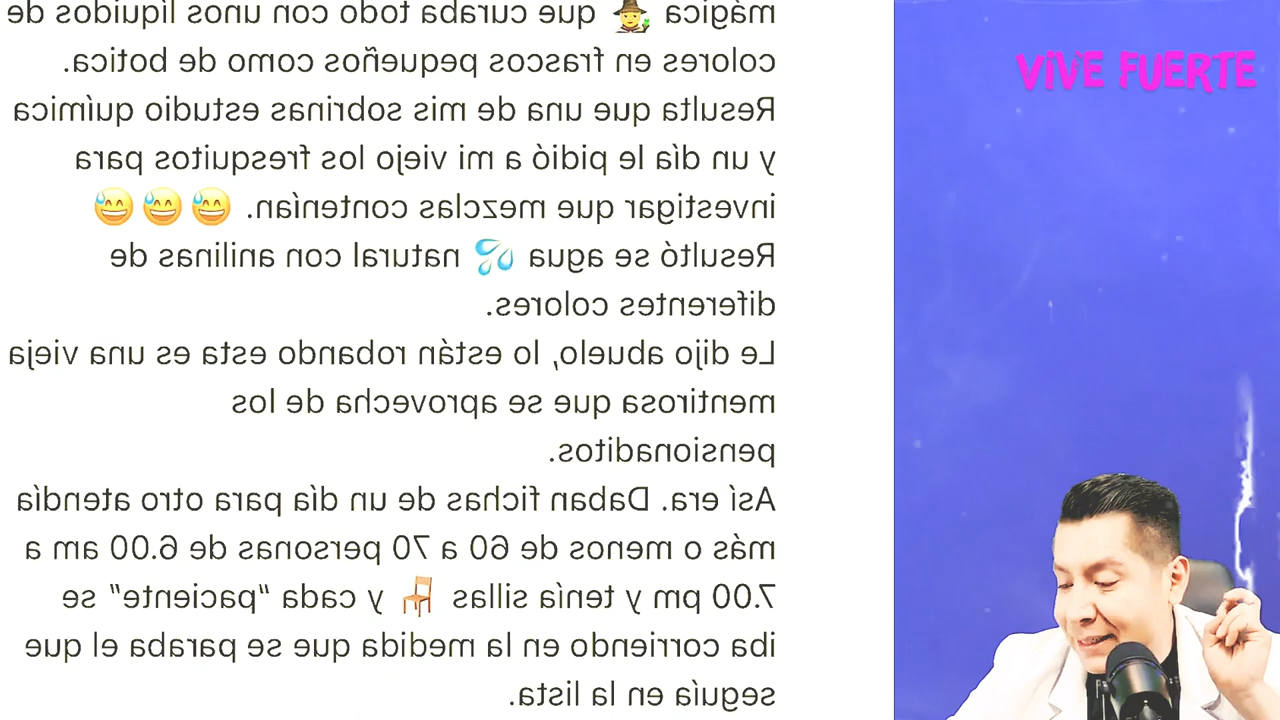 mágica 🧙 que curaba todo con unos líquidos de
colores en frascos pequeños como de botica.
Resulta que una de mis sobrinas estudio química
y un día le pidió a mi viejo los fresquitos para
investigar que mezclas contenían. 😅😅😅
Resultó se agua 💦 natural con anilinas de
diferentes colores.
Le dijo abuelo, lo están robando esta es una vieja
mentirosa que se aprovecha de los
pensionaditos.
Así era. Daban fichas de un día para otro atendía
más o menos de 60 a 70 personas de 6.00 am a
7.00 pm y tenía sillas 🪑 y cada "paciente" se
iba corriendo en la medida que se paraba el que
seguía en la lista.
VIVE FUERTE